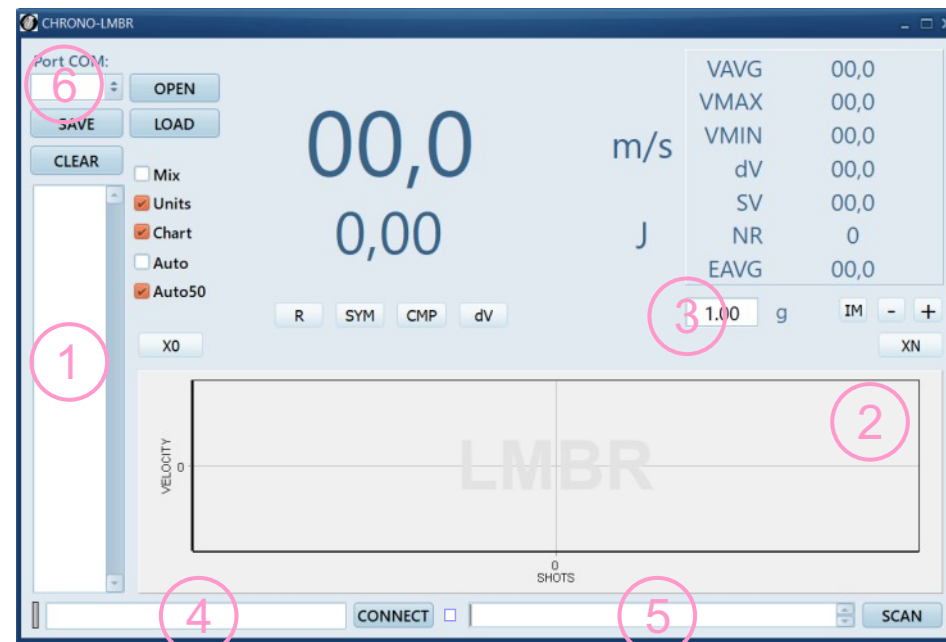 CHRONO-LMBR
Port COM:
6
OPEN
SAVE
LOAD
CLEAR
Mix
Units
Chart
Auto
Auto50
00,0 m/s
0,00 J
R SYM CMP dV
VAVG 00,0
VMAX 00,0
VMIN 00,0
dV 00,0
SV 00,0
NR 0
EAVG 00,0
3
1.00 g IM - +
X0
XN
1
2
VELOCITY
0
LMBR
0
SHOTS
4
CONNECT
5
SCAN